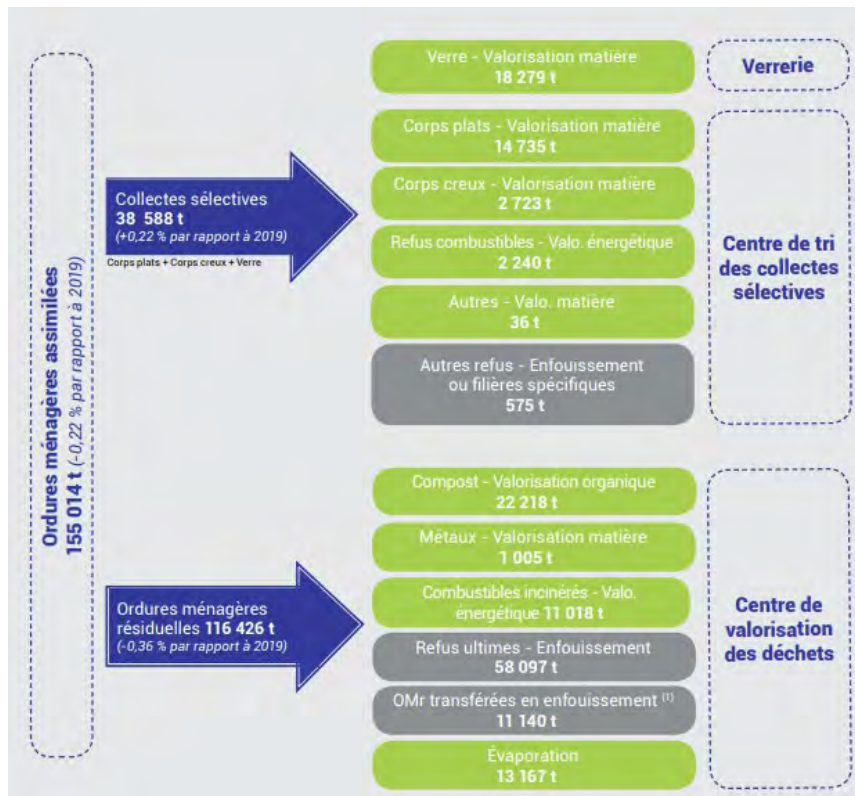 Ordures ménagères assimilées
155 014 t (-0,22 % par rapport à 2019)
Collectes sélectives
38 588 t
(+0,22 % par rapport à 2019)
Corps plats + Corps creux + Verre
Verre - Valorisation matière
18 279 t
Verrerie
Corps plats - Valorisation matière
14 735 t
Corps creux - Valorisation matière
2 723 t
Refus combustibles - Valo. énergétique
2 240 t
Autres - Valo. matière
36 t
Autres refus - Enfouissement
ou filières spécifiques
575 t
Centre de tri
des collectes
sélectives
Ordures ménagères
résiduelles 116 426 t
(-0,36 % par rapport à 2019)
Compost - Valorisation organique
22 218 t
Métaux - Valorisation matière
1 005 t
Combustibles incinérés - Valo.
énergétique 11 018 t
Refus ultimes - Enfouissement
58 097 t
OMr transférées en enfouissement (1)
11 140 t
Évaporation
13 167 t
Centre de
valorisation
des déchets